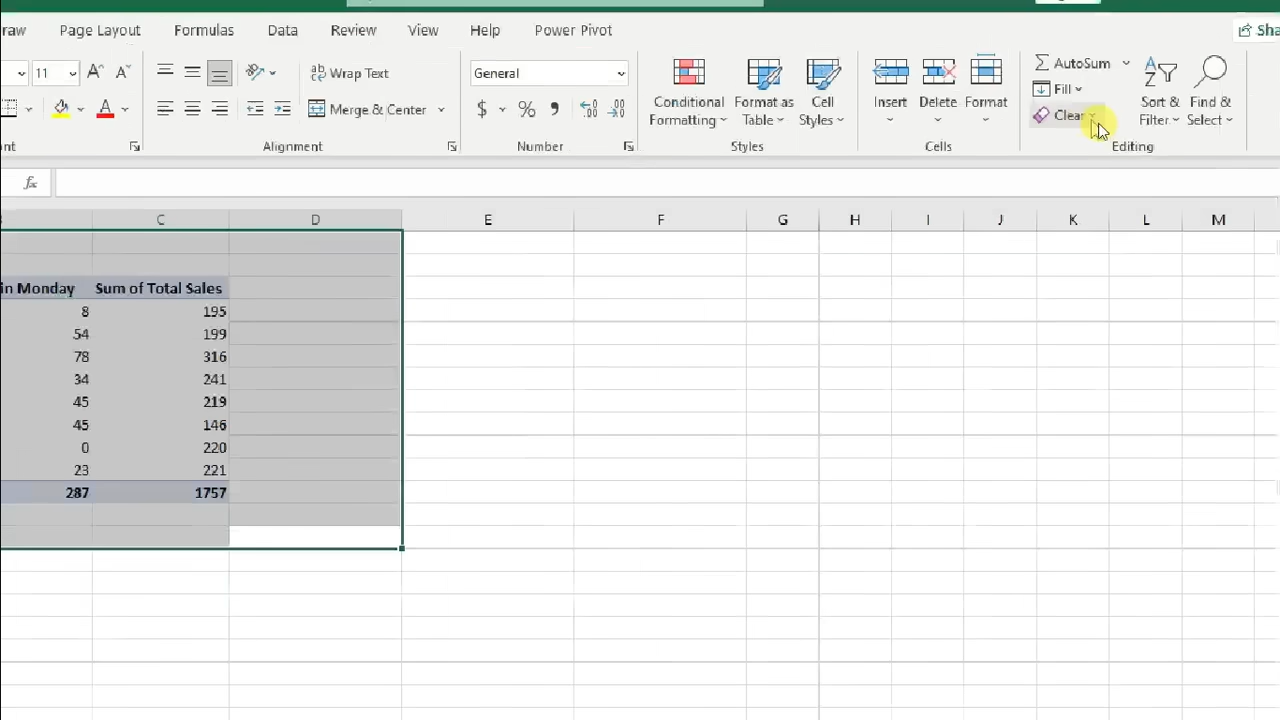 Page Layout Formulas Data Review View Help Power Pivot
11 A A Wrap Text General AutoSum
Fill
Merge & Center $ % Conditional Formatting Format as Table Cell Styles Insert Delete Format Clear Sort & Filter Find & Select
Alignment Number Styles Cells Editing
fx
C D E F G H I J K L M
in Monday Sum of Total Sales
8 195
54 199
78 316
34 241
45 219
45 146
0 220
23 221
287 1757